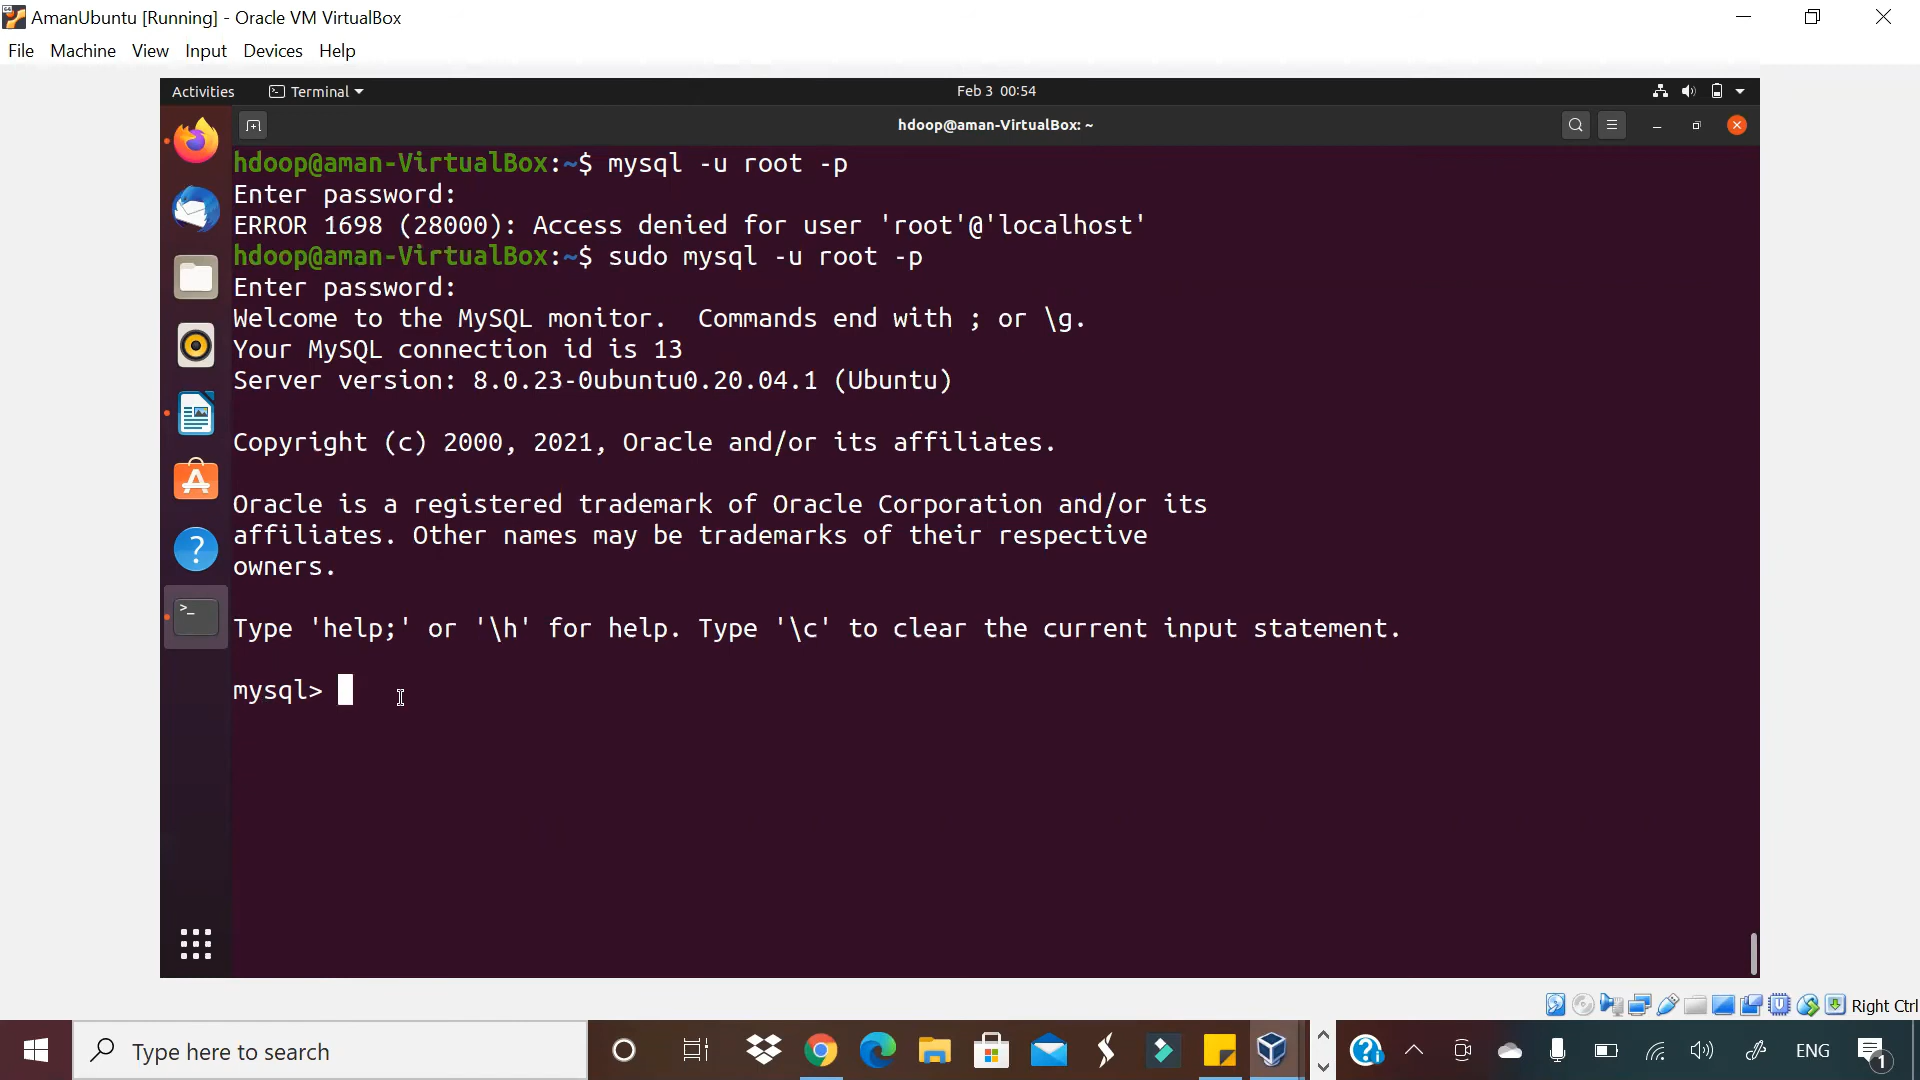 AmanUbuntu [Running] - Oracle VM VirtualBox
File Machine View Input Devices Help
Activities Terminal Feb 3 00:54
hdoop@aman-VirtualBox: ~
hdoop@aman-VirtualBox:~$ mysql -u root -p
Enter password:
ERROR 1698 (28000): Access denied for user 'root'@'localhost'
hdoop@aman-VirtualBox:~$ sudo mysql -u root -p
Enter password:
Welcome to the MySQL monitor.  Commands end with ; or \g.
Your MySQL connection id is 13
Server version: 8.0.23-0ubuntu0.20.04.1 (Ubuntu)
Copyright (c) 2000, 2021, Oracle and/or its affiliates.
Oracle is a registered trademark of Oracle Corporation and/or its
affiliates. Other names may be trademarks of their respective
owners.
Type 'help;' or '\h' for help. Type '\c' to clear the current input statement.
mysql>
Right Ctrl
Type here to search
ENG
1